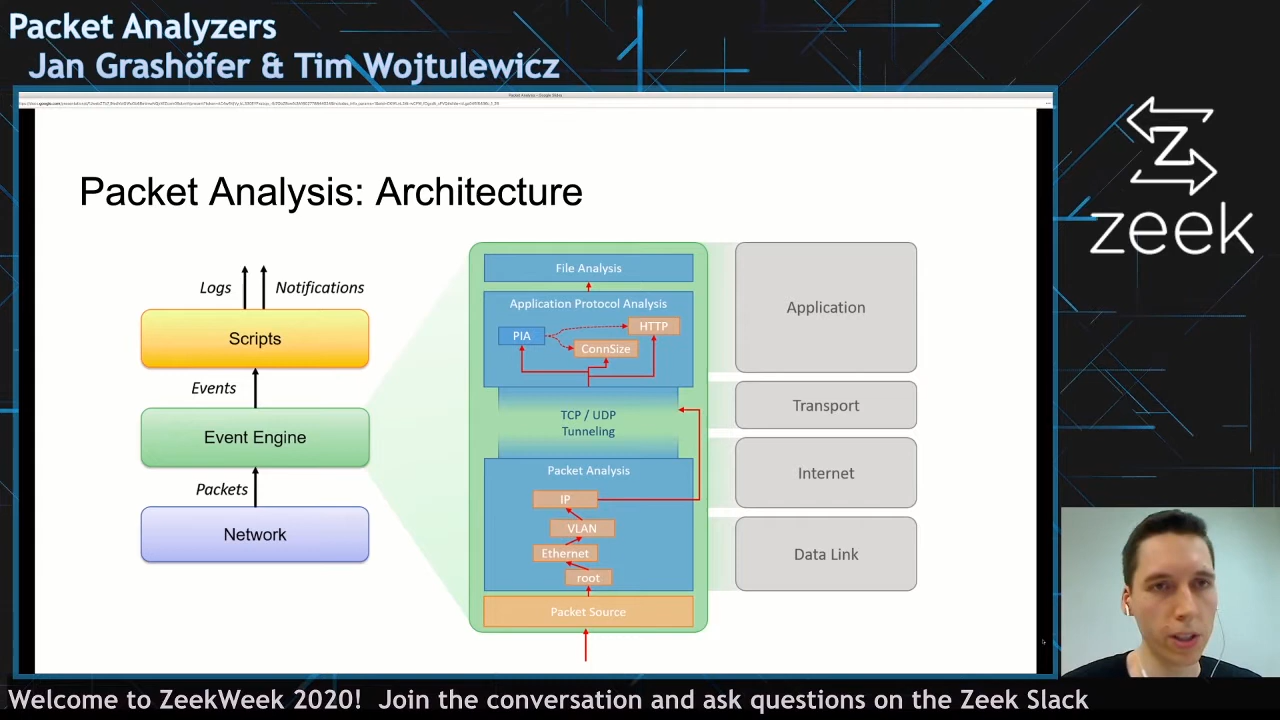 Packet Analyzers
Jan Grashöfer & Tim Wojtulewicz
Packet Analysis: Architecture
Logs
Notifications
Scripts
Events
Event Engine
Packets
Network
File Analysis
Application Protocol Analysis
PIA
HTTP
ConnSize
TCP / UDP
Tunneling
Packet Analysis
IP
VLAN
Ethernet
root
Packet Source
Application
Transport
Internet
Data Link
Z
zeek
Welcome to ZeekWeek 2020! Join the conversation and ask questions on the Zeek Slack